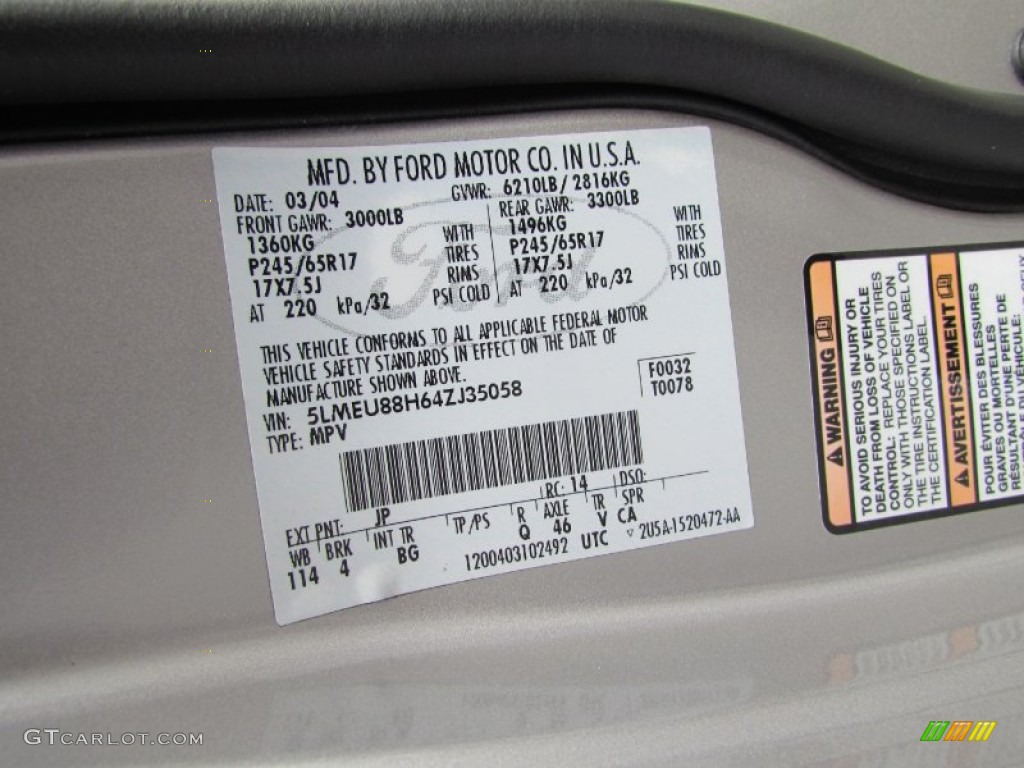 MFD. BY FORD MOTOR CO. IN U.S.A.
DATE: 03/04 GVWR: 6210LB/ 2816KG
FRONT GAWR: 3000LB REAR GAWR: 3300LB
1360KG WITH 1496KG WITH
P245/65R17 TIRES P245/65R17 TIRES
17X7.5J RIMS 17X7.5J RIMS
AT 220 kPa/32 PSI COLD AT 220 kPa/32 PSI COLD
Ford
THIS VEHICLE CONFORMS TO ALL APPLICABLE FEDERAL MOTOR
VEHICLE SAFETY STANDARDS IN EFFECT ON THE DATE OF
MANUFACTURE SHOWN ABOVE.
VIN: 5LMEU88H64ZJ35058
TYPE: MPV
F0032
T0078
EXT PNT: JP RC: 14 DSO:
WB BRK INT TR TP/PS R AXLE TR SPR
114 4 BG Q 46 V CA
1200403102492 UTC ▽ 2U5A-1520472-AA
WARNING
TO AVOID SERIOUS INJURY OR
DEATH FROM LOSS OF VEHICLE
CONTROL: REPLACE YOUR TIRES
ONLY WITH THOSE SPECIFIED ON
THE TIRE INSTRUCTIONS LABEL OR
THE CERTIFICATION LABEL.
AVERTISSEMENT
POUR ÉVITER DES BLESSURES
GRAVES OU MORTELLES
RÉSULTANT D'UNE PERTE DE
GTCARLOT.COM